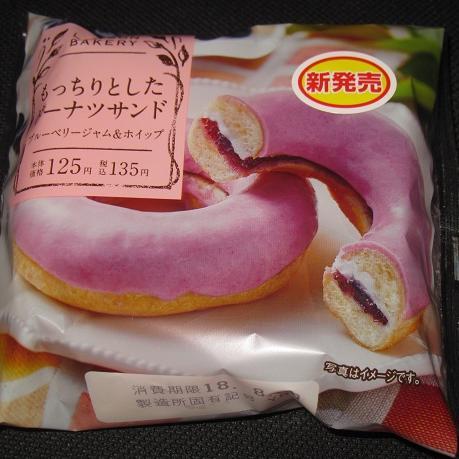 BAKERY
もっちりとした
ーナツサンド
ブルーベリージャム&ホイップ
本体価格 125円 税込 135円
新発売
写真はイメージです。
消費期限 18.
製造所固有記